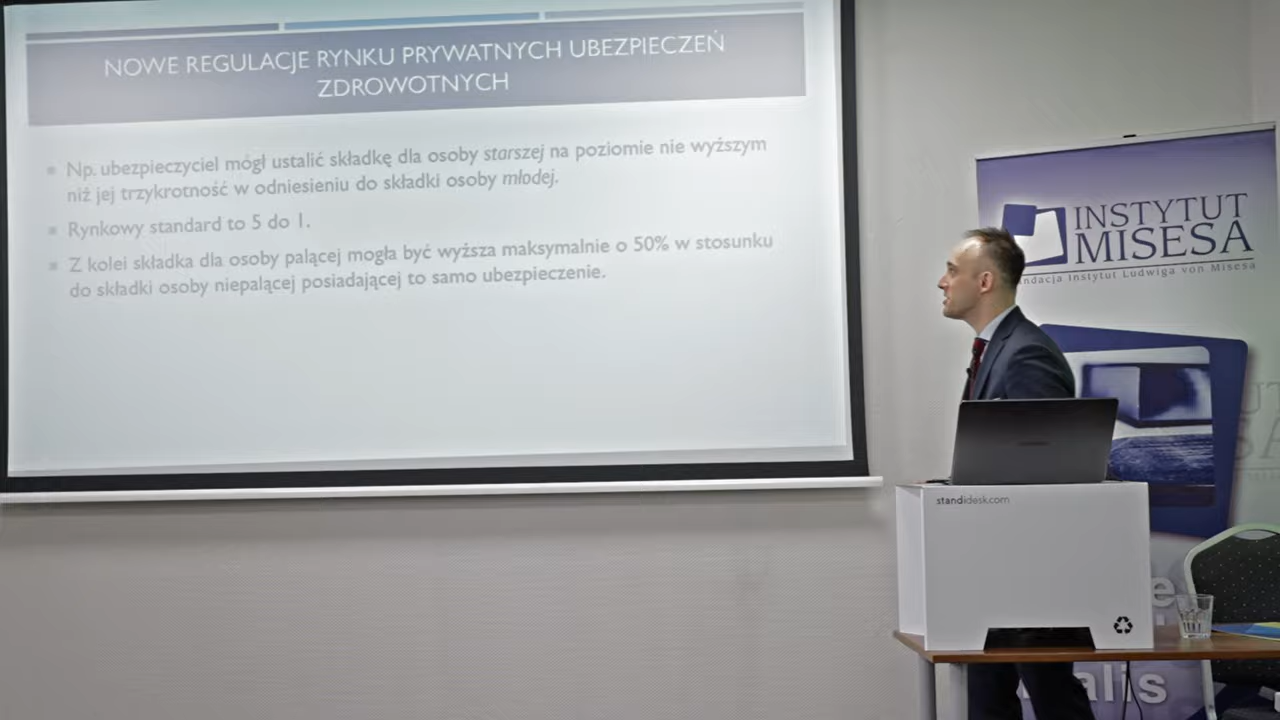 NOWE REGULACJE RYNKU PRYWATNYCH UBEZPIECZEŃ
ZDROWOTNYCH
Np. ubezpieczyciel mógł ustalić składkę dla osoby starszej na poziomie nie wyższym
niż jej trzykrotność w odniesieniu do składki osoby młodej.
Rynkowy standard to 5 do 1.
Z kolei składka dla osoby palącej mogła być wyższa maksymalnie o 50% w stosunku
do składki osoby niepalącej posiadającej to samo ubezpieczenie.
INSTYTUT
MISESA
Instytut Ludwiga von Misesa
standidesk.com